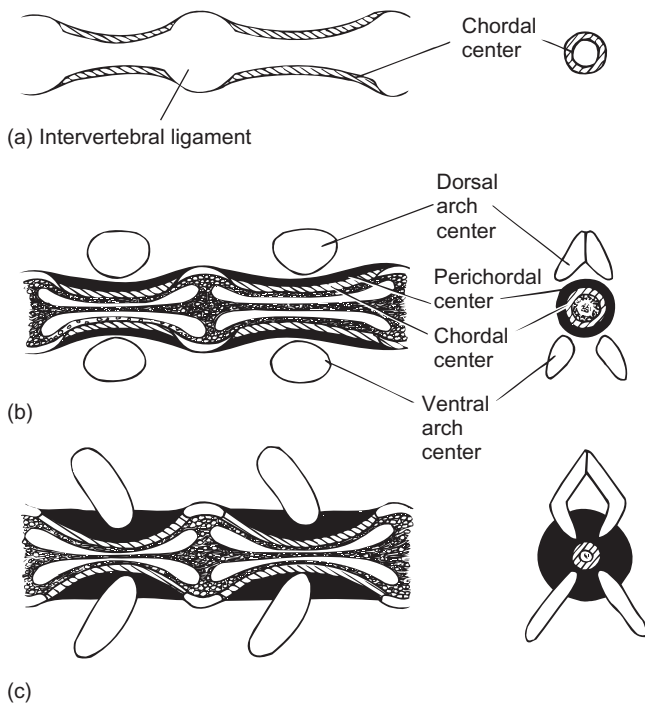 Chordal
center
(a) Intervertebral ligament
Dorsal
arch
center
Perichordal
center
Chordal
center
Ventral
arch
center
(b)
(c)